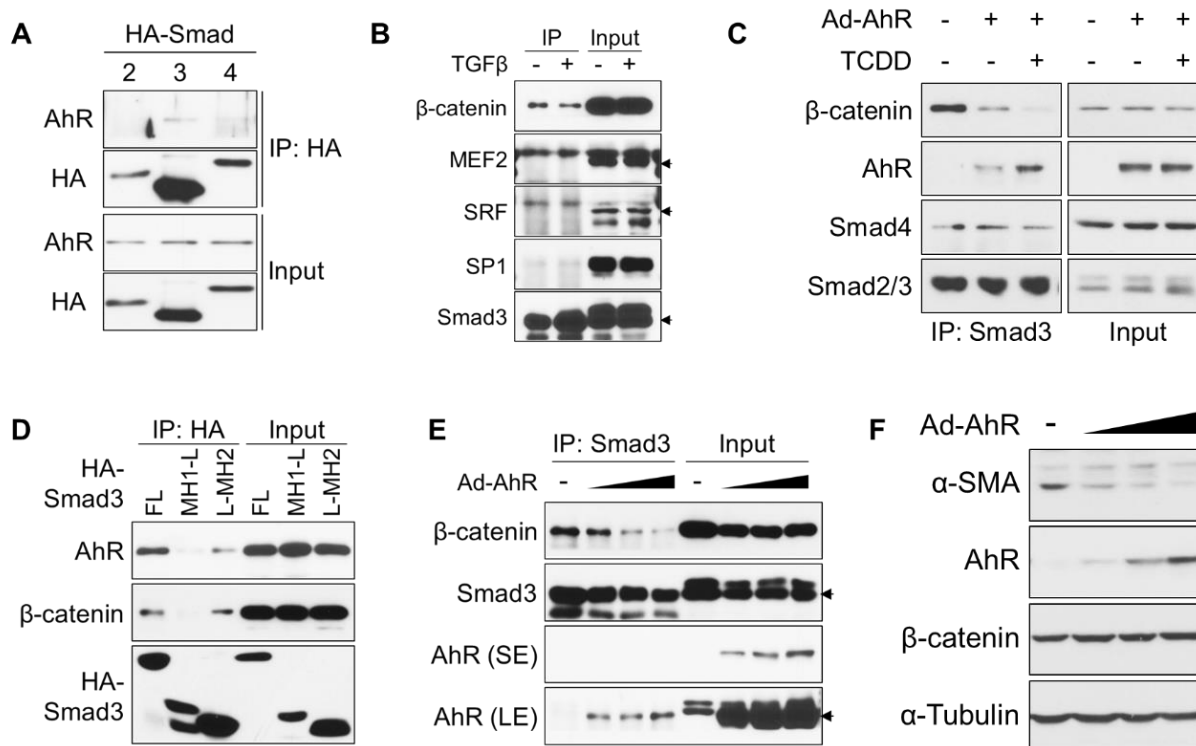 A
HA-Smad
2 3 4
AhR
HA
IP: HA
AhR
HA
Input
B
IP Input
TGFβ - + - +
β-catenin
MEF2
SRF
SP1
Smad3
C
Ad-AhR - + + - + +
TCDD - - + - - +
β-catenin
AhR
Smad4
Smad2/3
IP: Smad3 Input
D
IP: HA Input
HA-
Smad3
FL MH1-L L-MH2 FL MH1-L L-MH2
AhR
β-catenin
HA-
Smad3
E
IP: Smad3 Input
Ad-AhR - -
β-catenin
Smad3
AhR (SE)
AhR (LE)
F
Ad-AhR -
α-SMA
AhR
β-catenin
α-Tubulin